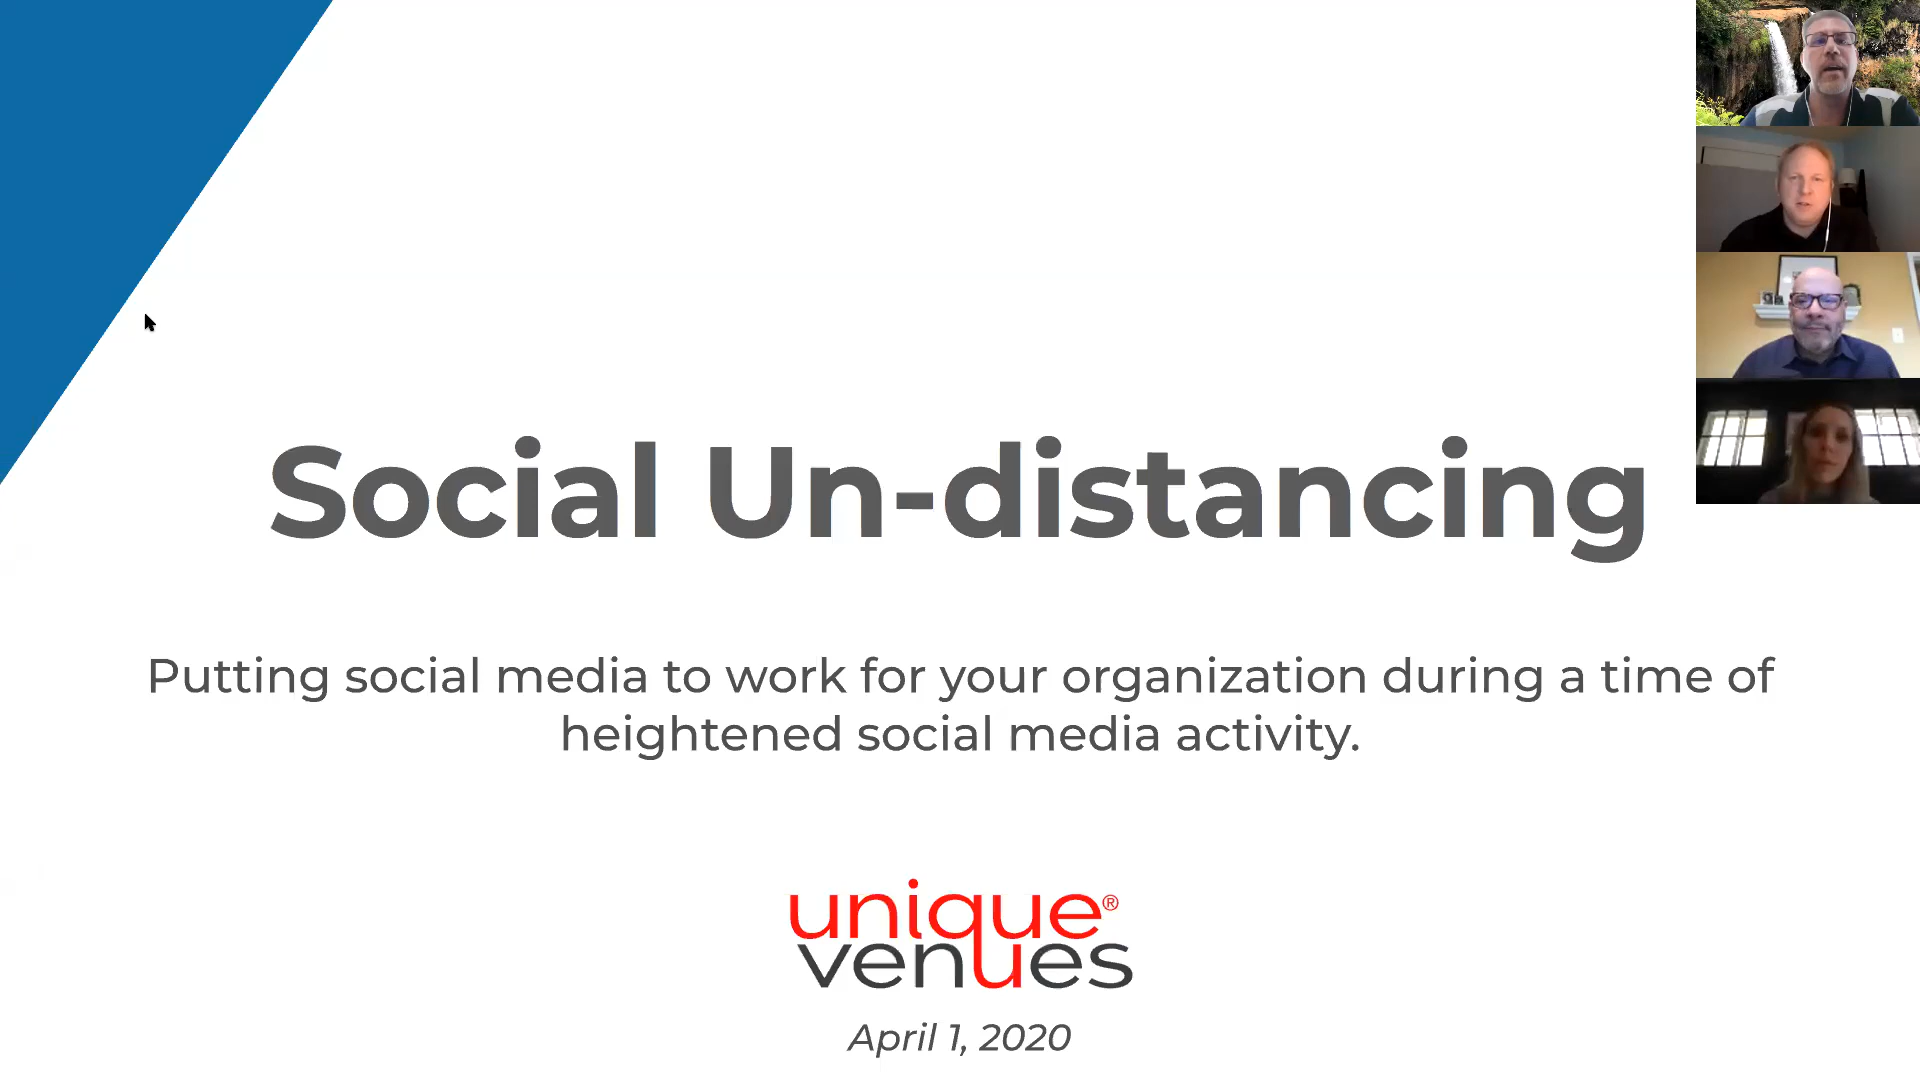 Social Un-distancing
Putting social media to work for your organization during a time of
heightened social media activity.
unique®
venues
April 1, 2020